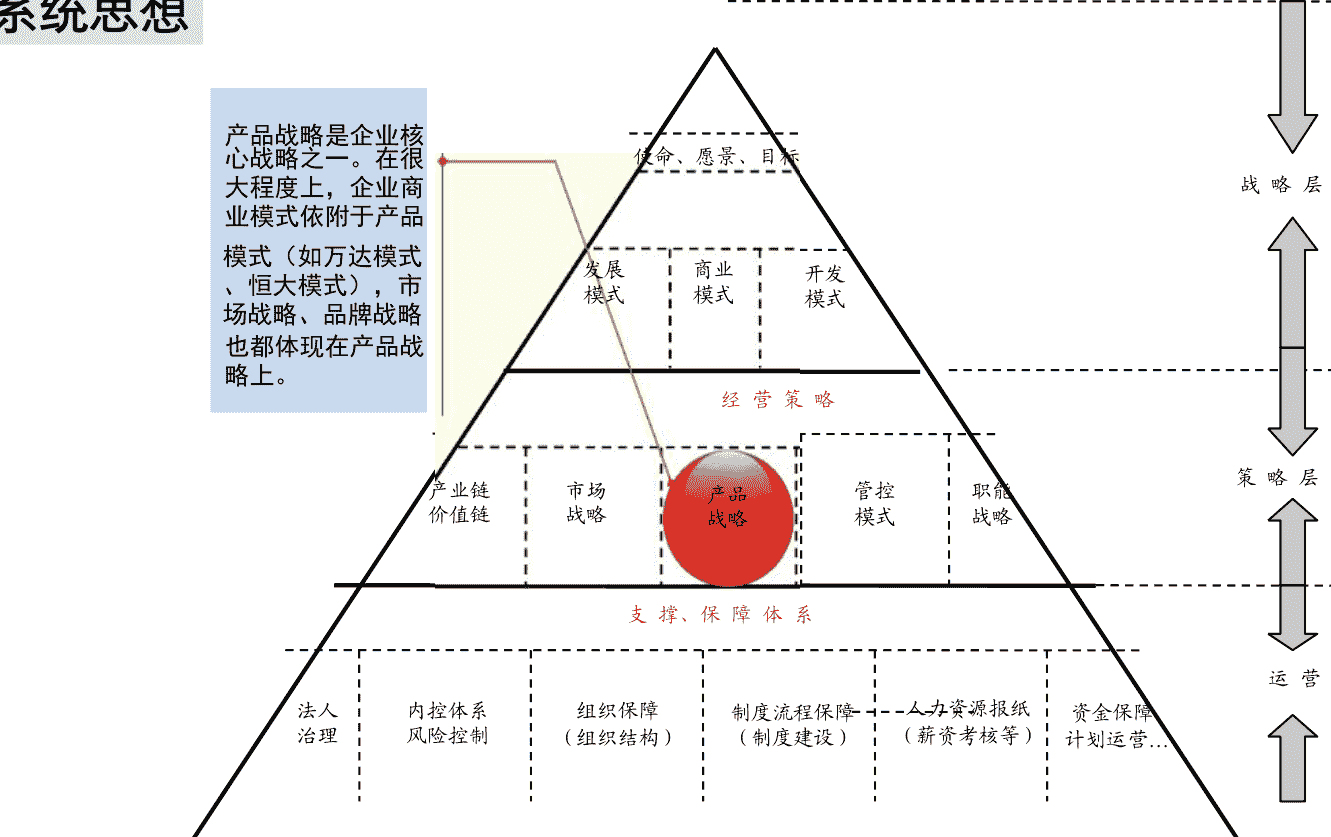 系统思想
产品战略是企业核
心战略之一。在很
大程度上，企业商
业模式依附于产品
模式（如万达模式
、恒大模式），市
场战略、品牌战略
也都体现在产品战
略上。
使命、愿景、目标
战略层
发展
模式
商业
模式
开发
模式
经营策略
策略层
产业链
价值链
市场
战略
产品
战略
管控
模式
职能
战略
支撑、保障体系
运营
法人
治理
内控体系
风险控制
组织保障
（组织结构）
制度流程保障
（制度建设）
人力资源报纸
（薪资考核等）
资金保障
计划运营...